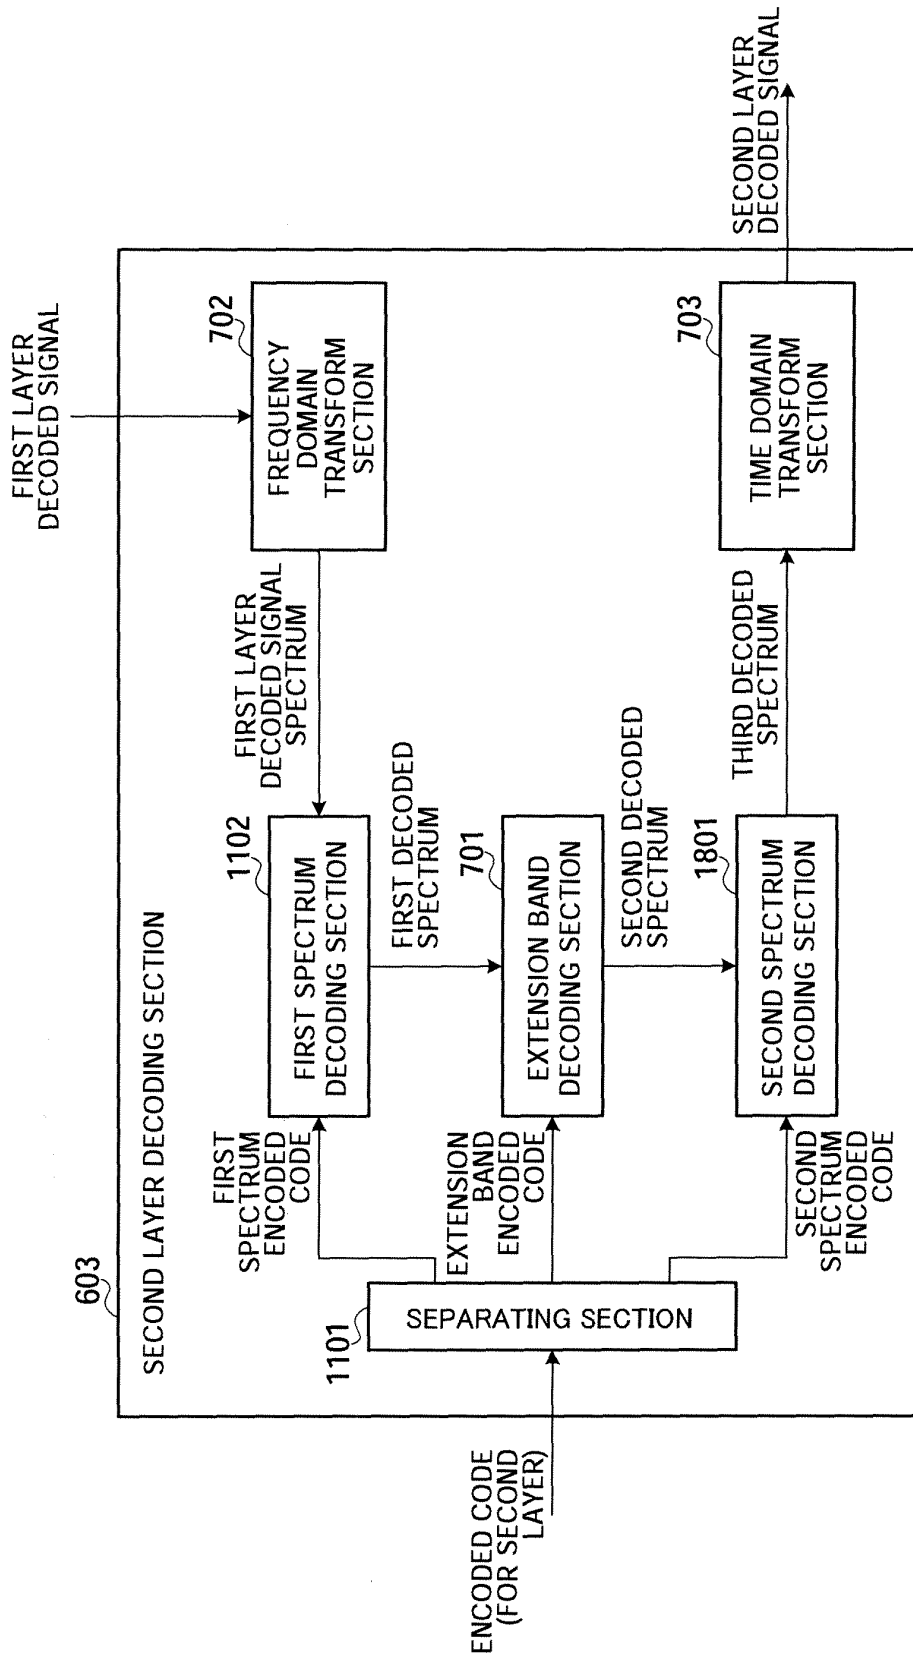 603
SECOND LAYER DECODING SECTION
ENCODED CODE
(FOR SECOND
LAYER)
1101
SEPARATING SECTION
FIRST
SPECTRUM
ENCODED
CODE
EXTENSION
BAND
ENCODED
CODE
SECOND
SPECTRUM
ENCODED
CODE
1102
FIRST SPECTRUM
DECODING SECTION
FIRST DECODED
SPECTRUM
701
EXTENSION BAND
DECODING SECTION
SECOND DECODED
SPECTRUM
1801
SECOND SPECTRUM
DECODING SECTION
FIRST LAYER
DECODED SIGNAL
SPECTRUM
THIRD DECODED
SPECTRUM
FIRST LAYER
DECODED SIGNAL
702
FREQUENCY
DOMAIN
TRANSFORM
SECTION
703
TIME DOMAIN
TRANSFORM
SECTION
SECOND LAYER
DECODED SIGNAL